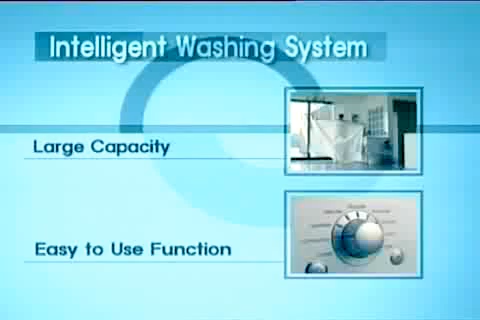 Intelligent Washing System
Large Capacity
Easy to Use Function